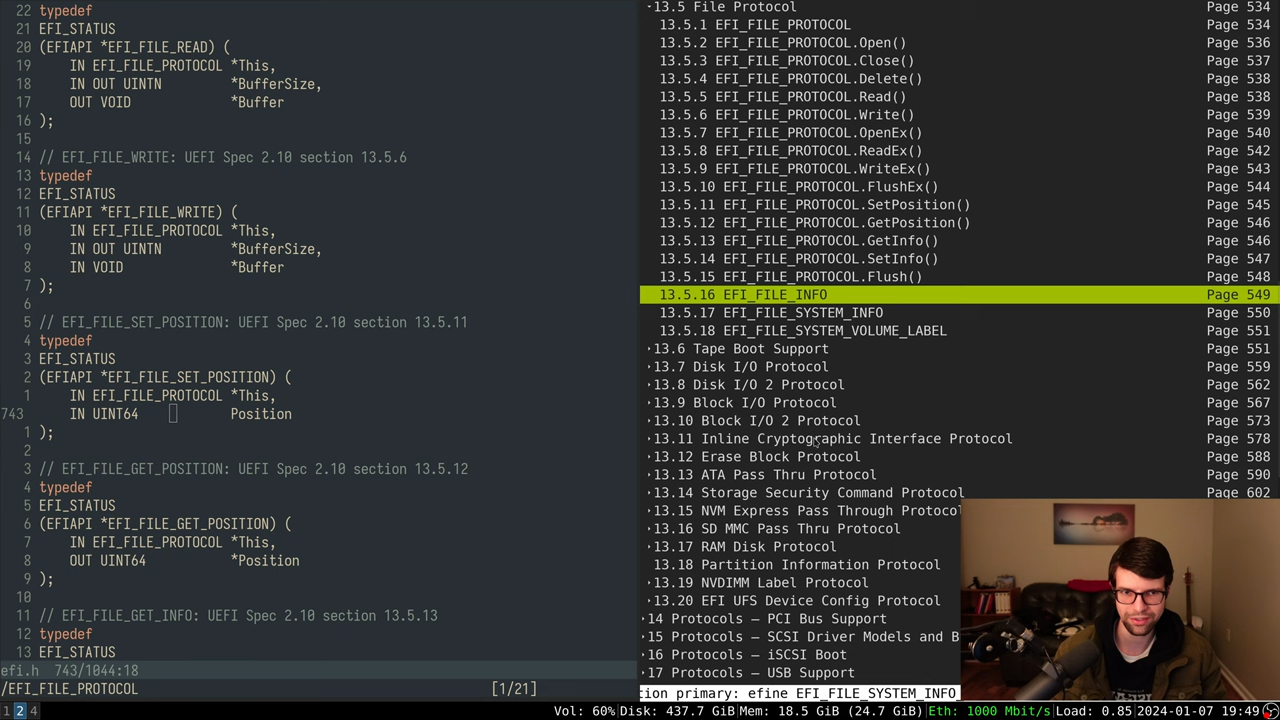 22 typedef
21 EFI_STATUS
20 (EFIAPI *EFI_FILE_READ) (
19     IN EFI_FILE_PROTOCOL *This,
18     IN OUT UINTN         *BufferSize,
17     OUT VOID             *Buffer
16 );
15
14 // EFI_FILE_WRITE: UEFI Spec 2.10 section 13.5.6
13 typedef
12 EFI_STATUS
11 (EFIAPI *EFI_FILE_WRITE) (
10     IN EFI_FILE_PROTOCOL *This,
9     IN OUT UINTN         *BufferSize,
8     IN VOID              *Buffer
7 );
6
5 // EFI_FILE_SET_POSITION: UEFI Spec 2.10 section 13.5.11
4 typedef
3 EFI_STATUS
2 (EFIAPI *EFI_FILE_SET_POSITION) (
1     IN EFI_FILE_PROTOCOL *This,
743     IN UINT64            Position
1 );
2
3 // EFI_FILE_GET_POSITION: UEFI Spec 2.10 section 13.5.12
4 typedef
5 EFI_STATUS
6 (EFIAPI *EFI_FILE_GET_POSITION) (
7     IN EFI_FILE_PROTOCOL *This,
8     OUT UINT64           *Position
9 );
10
11 // EFI_FILE_GET_INFO: UEFI Spec 2.10 section 13.5.13
12 typedef
13 EFI_STATUS
efi.h  743/1044:18
/EFI_FILE_PROTOCOL [1/21]
13.5 File Protocol Page 534
13.5.1 EFI_FILE_PROTOCOL Page 534
13.5.2 EFI_FILE_PROTOCOL.Open() Page 536
13.5.3 EFI_FILE_PROTOCOL.Close() Page 537
13.5.4 EFI_FILE_PROTOCOL.Delete() Page 538
13.5.5 EFI_FILE_PROTOCOL.Read() Page 538
13.5.6 EFI_FILE_PROTOCOL.Write() Page 539
13.5.7 EFI_FILE_PROTOCOL.OpenEx() Page 540
13.5.8 EFI_FILE_PROTOCOL.ReadEx() Page 542
13.5.9 EFI_FILE_PROTOCOL.WriteEx() Page 543
13.5.10 EFI_FILE_PROTOCOL.FlushEx() Page 544
13.5.11 EFI_FILE_PROTOCOL.SetPosition() Page 545
13.5.12 EFI_FILE_PROTOCOL.GetPosition() Page 546
13.5.13 EFI_FILE_PROTOCOL.GetInfo() Page 546
13.5.14 EFI_FILE_PROTOCOL.SetInfo() Page 547
13.5.15 EFI_FILE_PROTOCOL.Flush() Page 548
13.5.16 EFI_FILE_INFO Page 549
13.5.17 EFI_FILE_SYSTEM_INFO Page 550
13.5.18 EFI_FILE_SYSTEM_VOLUME_LABEL Page 551
13.6 Tape Boot Support Page 551
13.7 Disk I/O Protocol Page 559
13.8 Disk I/O 2 Protocol Page 562
13.9 Block I/O Protocol Page 567
13.10 Block I/O 2 Protocol Page 573
13.11 Inline Cryptographic Interface Protocol Page 578
13.12 Erase Block Protocol Page 588
13.13 ATA Pass Thru Protocol Page 590
13.14 Storage Security Command Protocol Page 602
13.15 NVM Express Pass Through Protocol
13.16 SD MMC Pass Thru Protocol
13.17 RAM Disk Protocol
13.18 Partition Information Protocol
13.19 NVDIMM Label Protocol
13.20 EFI UFS Device Config Protocol
14 Protocols — PCI Bus Support
15 Protocols — SCSI Driver Models and B
16 Protocols — iSCSI Boot
17 Protocols — USB Support
ion primary: efine EFI_FILE_SYSTEM_INFO_
1 2 4 Vol: 60%|Disk: 437.7 GiB|Mem: 18.5 GiB (24.7 GiB)|Eth: 1000 Mbit/s|Load: 0.85|2024-01-07 19:49